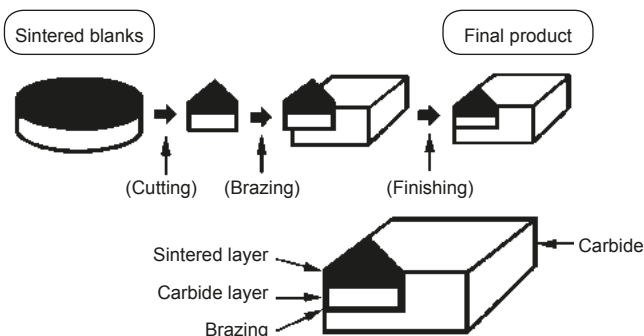 Sintered blanks
Final product
(Cutting)
(Brazing)
(Finishing)
Sintered layer
Carbide layer
Brazing
Carbide